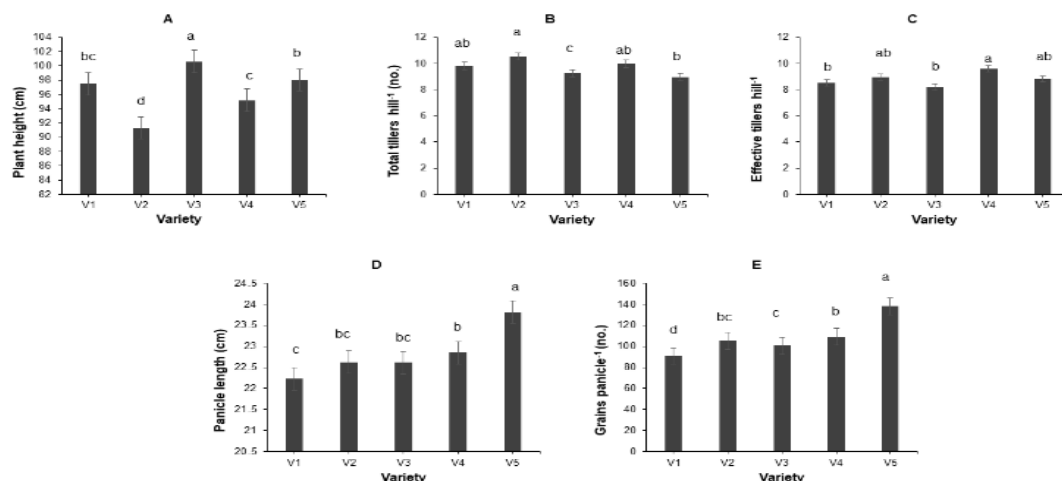 A
Plant height (cm)
104
102
100
98
96
94
92
90
88
86
84
82
bc
d
a
c
b
V1 V2 V3 V4 V5
Variety
B
Total tillers hill-1 (no.)
12
10
8
6
4
2
0
ab
a
c
ab
b
V1 V2 V3 V4 V5
Variety
C
Effective tillers hill-1
12
10
8
6
4
2
0
b
ab
b
a
ab
V1 V2 V3 V4 V5
Variety
D
Panicle length (cm)
24.5
24
23.5
23
22.5
22
21.5
21
20.5
c
bc
bc
b
a
V1 V2 V3 V4 V5
Variety
E
Grains panicle-1 (no.)
160
140
120
100
80
60
40
20
0
d
bc
c
b
a
V1 V2 V3 V4 V5
Variety